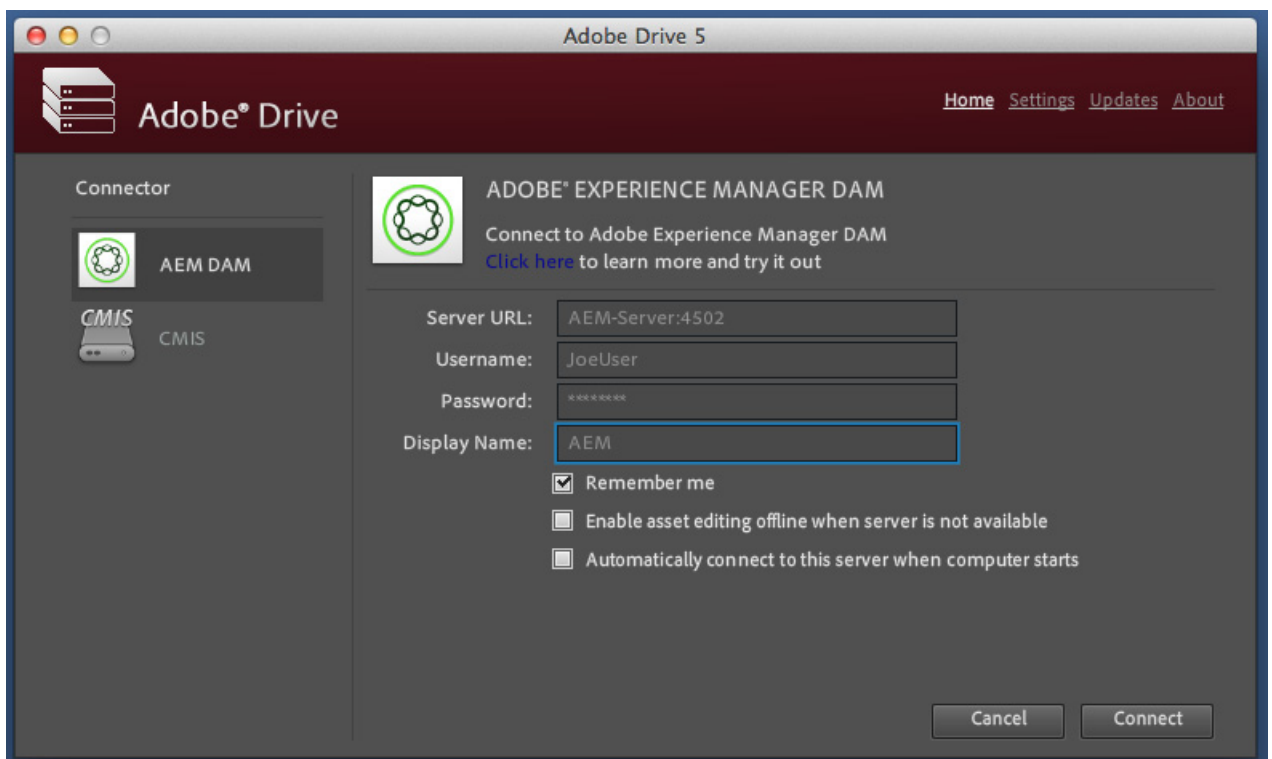 Adobe Drive 5
Adobe® Drive
Home Settings Updates About
Connector
AEM DAM
CMIS
CMIS
ADOBE® EXPERIENCE MANAGER DAM
Connect to Adobe Experience Manager DAM
Click here to learn more and try it out
Server URL: AEM-Server:4502
Username: JoeUser
Password: ********
Display Name: AEM
Remember me
Enable asset editing offline when server is not available
Automatically connect to this server when computer starts
Cancel Connect